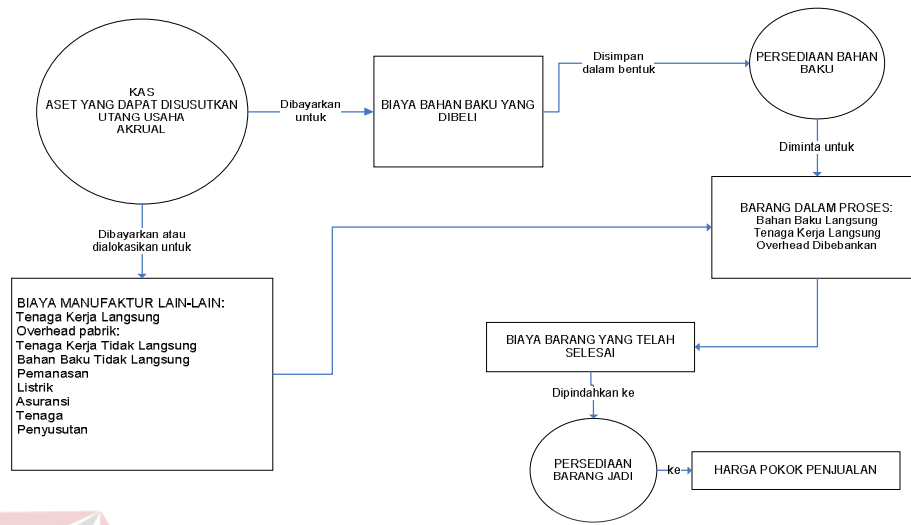 KAS
ASET YANG DAPAT DISUSUTKAN
UTANG USAHA
AKRUAL
Dibayarkan
untuk
BIAYA BAHAN BAKU YANG
DIBELI
Disimpan
dalam bentuk
PERSEDIAAN BAHAN
BAKU
Diminta untuk
BARANG DALAM PROSES:
Bahan Baku Langsung
Tenaga Kerja Langsung
Overhead Dibebankan
Dibayarkan atau
dialokasikan untuk
BIAYA MANUFAKTUR LAIN-LAIN:
Tenaga Kerja Langsung
Overhead pabrik:
Tenaga Kerja Tidak Langsung
Bahan Baku Tidak Langsung
Pemanasan
Listrik
Asuransi
Tenaga
Penyusutan
BIAYA BARANG YANG TELAH
SELESAI
Dipindahkan ke
PERSEDIAAN
BARANG JADI
ke
HARGA POKOK PENJUALAN